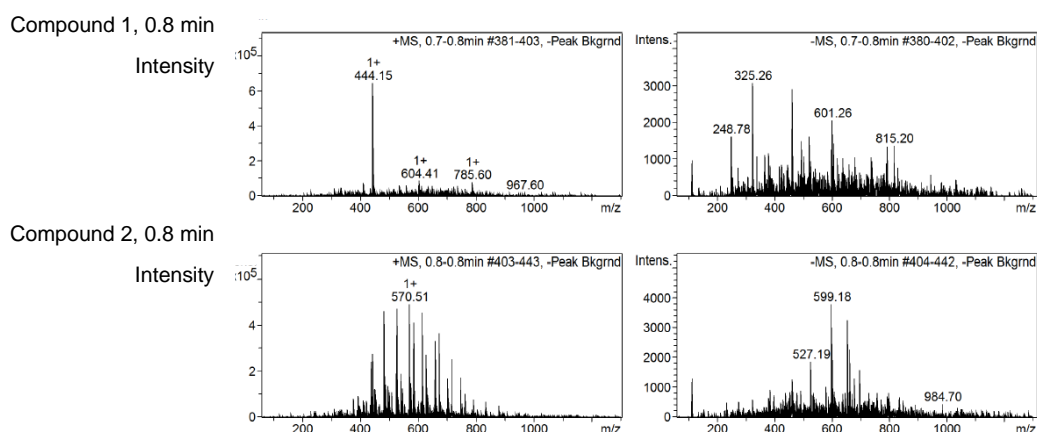 Compound 1, 0.8 min
Intensity
+MS, 0.7-0.8min #381-403, -Peak Bkgrnd
x10⁵
6
4
2
0
1+
444.15
1+
604.41
1+
785.60
967.60
200 400 600 800 1000 m/z
Intens.
-MS, 0.7-0.8min #380-402, -Peak Bkgrnd
3000
2000
1000
0
248.78
325.26
601.26
815.20
200 400 600 800 1000 m/z
Compound 2, 0.8 min
Intensity
+MS, 0.8-0.8min #403-443, -Peak Bkgrnd
x10⁵
4
2
0
1+
570.51
200 400 600 800 1000 m/z
Intens.
-MS, 0.8-0.8min #404-442, -Peak Bkgrnd
4000
3000
2000
1000
0
527.19
599.18
984.70
200 400 600 800 1000 m/z